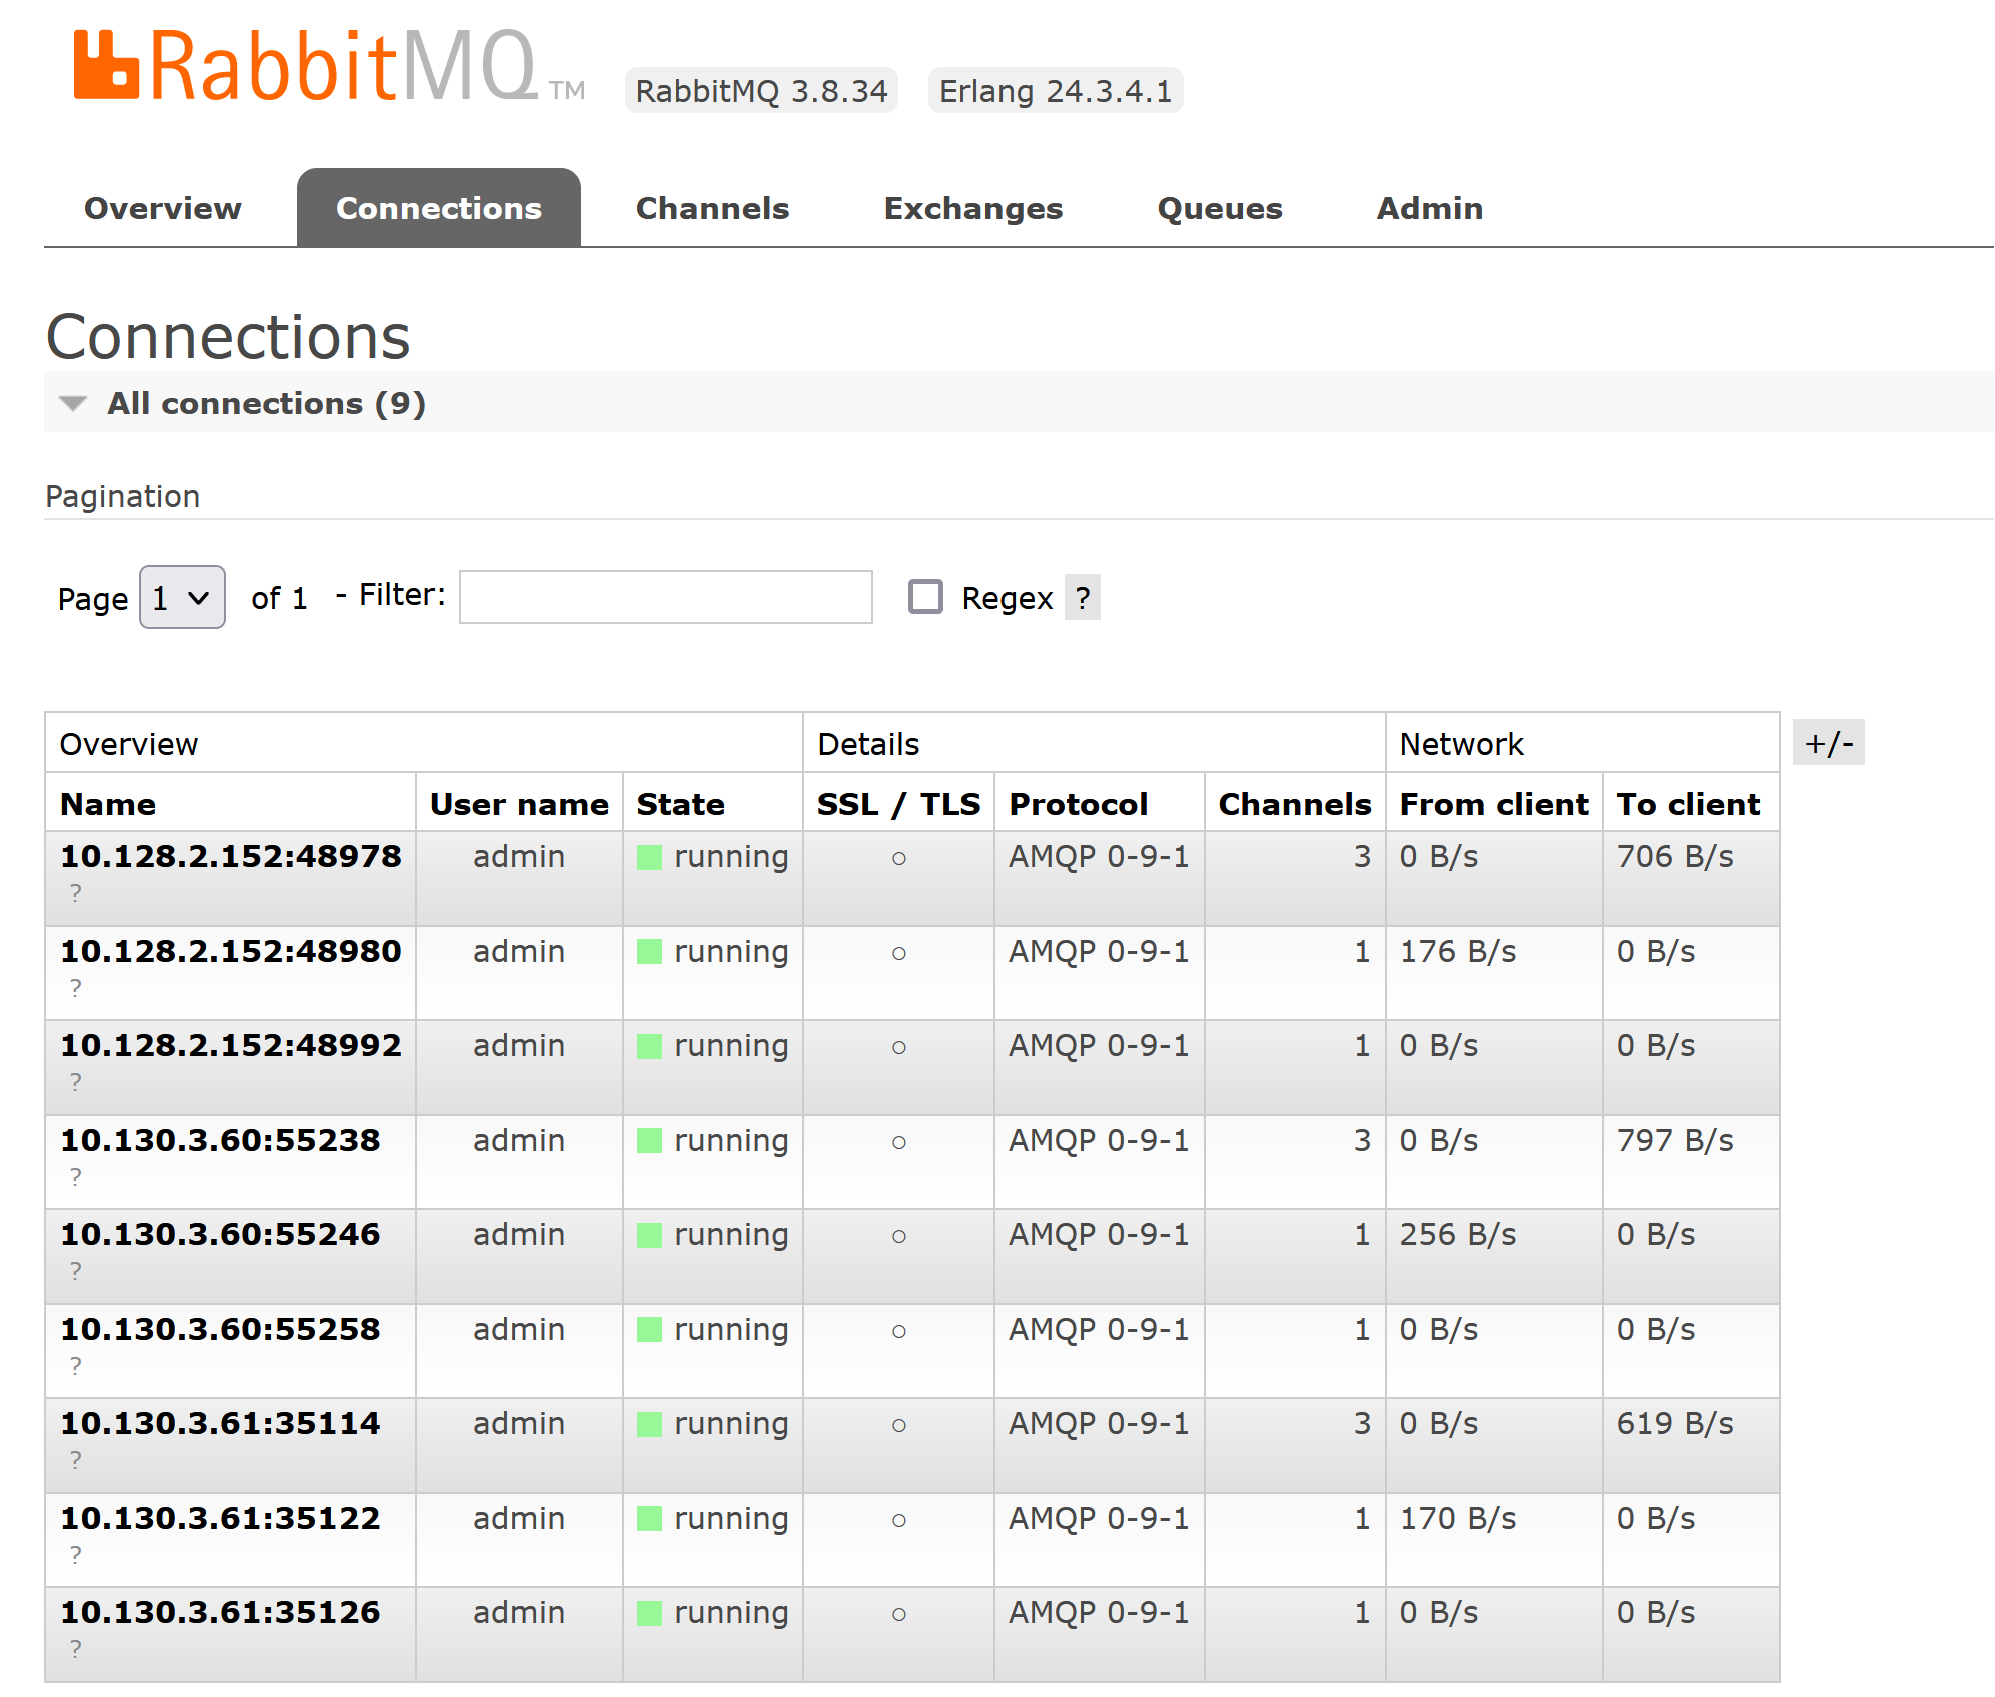 RabbitMQ TM RabbitMQ 3.8.34 Erlang 24.3.4.1
Overview Connections Channels Exchanges Queues Admin
Connections
All connections (9)
Pagination
Page 1 of 1 - Filter: Regex ?
Overview Details Network +/-
Name User name State SSL / TLS Protocol Channels From client To client
10.128.2.152:48978 admin running ○ AMQP 0-9-1 3 0 B/s 706 B/s
?
10.128.2.152:48980 admin running ○ AMQP 0-9-1 1 176 B/s 0 B/s
?
10.128.2.152:48992 admin running ○ AMQP 0-9-1 1 0 B/s 0 B/s
?
10.130.3.60:55238 admin running ○ AMQP 0-9-1 3 0 B/s 797 B/s
?
10.130.3.60:55246 admin running ○ AMQP 0-9-1 1 256 B/s 0 B/s
?
10.130.3.60:55258 admin running ○ AMQP 0-9-1 1 0 B/s 0 B/s
?
10.130.3.61:35114 admin running ○ AMQP 0-9-1 3 0 B/s 619 B/s
?
10.130.3.61:35122 admin running ○ AMQP 0-9-1 1 170 B/s 0 B/s
?
10.130.3.61:35126 admin running ○ AMQP 0-9-1 1 0 B/s 0 B/s
?